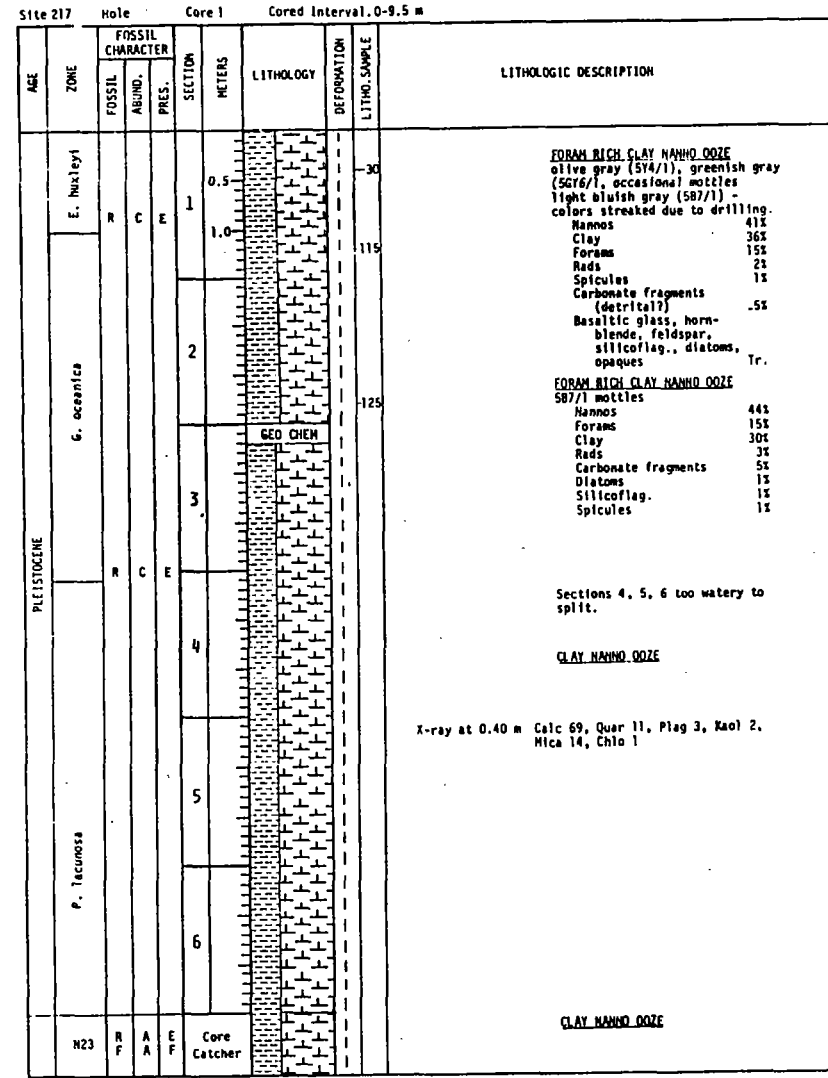 Site 217 Hole Core 1 Cored Interval.0-9.5 m
AGE
ZONE
FOSSIL CHARACTER
FOSSIL
ABUND.
PRES.
SECTION
METERS
LITHOLOGY
DEFORMATION
LITHO.SAMPLE
LITHOLOGIC DESCRIPTION
PLEISTOCENE
E. huxleyi
G. oceanica
P. lacunosa
N23
R C E
R C E
R A E
F A F
1
0.5
1.0
2
3
4
5
6
Core
Catcher
GEO CHEM
-30
-115
-125
FORAM RICH CLAY NANNO OOZE
olive gray (5Y4/1), greenish gray
(5GY6/1, occasional mottles
light bluish gray (5B7/1) -
colors streaked due to drilling.
Nannos 41%
Clay 36%
Forams 15%
Rads 2%
Spicules 1%
Carbonate fragments
(detrital?) .5%
Basaltic glass, horn-
blende, feldspar,
silicoflag., diatoms,
opaques Tr.
FORAM RICH CLAY NANNO OOZE
5B7/1 mottles
Nannos 44%
Forams 15%
Clay 30%
Rads 3%
Carbonate fragments 5%
Diatoms 1%
Silicoflag. 1%
Spicules 1%
Sections 4, 5, 6 too watery to
split.
CLAY NANNO OOZE
X-ray at 0.40 m Calc 69, Quar 11, Plag 3, Kaol 2,
Mica 14, Chlo 1
CLAY NANNO OOZE